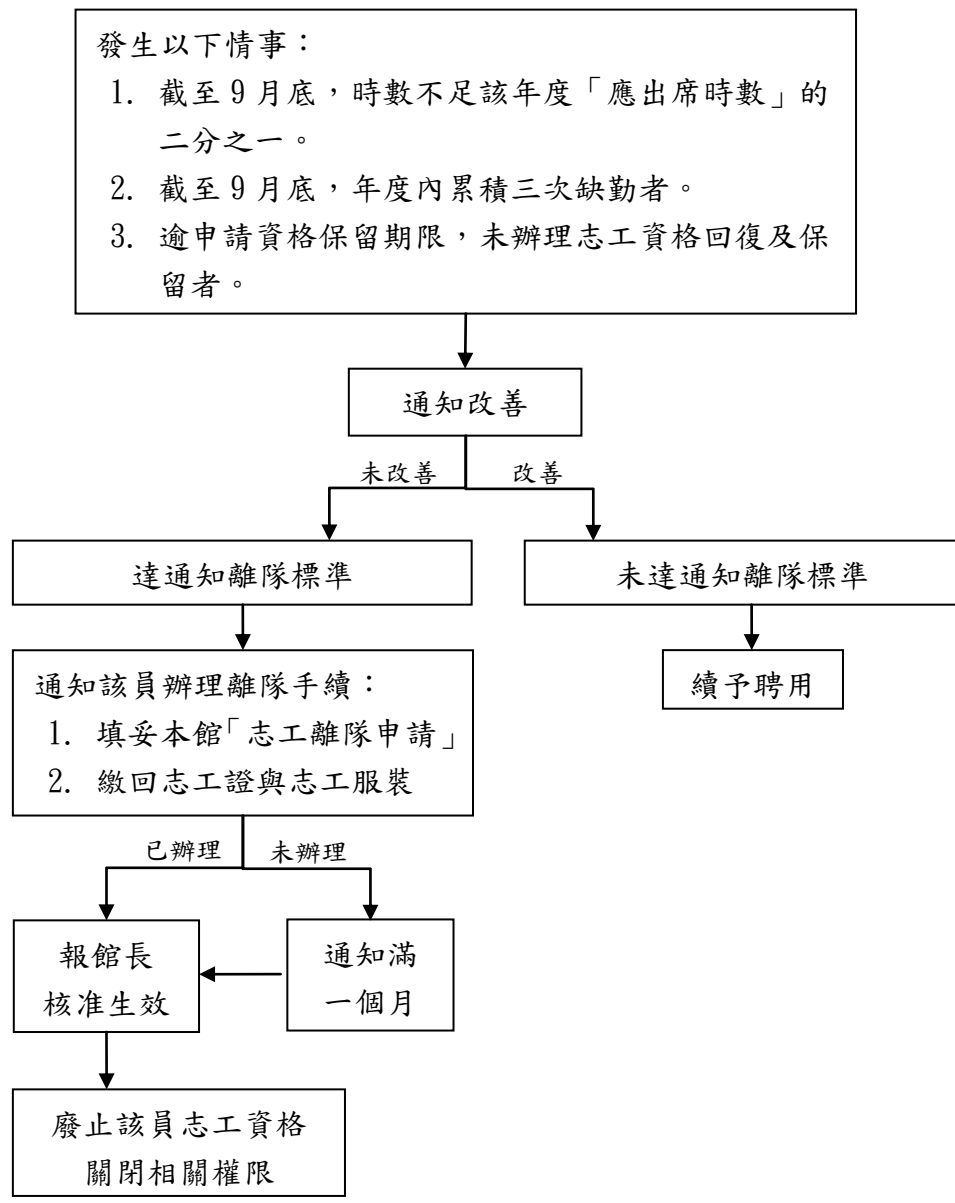 發生以下情事：
1. 截至 9 月底，時數不足該年度「應出席時數」的
二分之一。
2. 截至 9 月底，年度內累積三次缺勤者。
3. 逾申請資格保留期限，未辦理志工資格回復及保
留者。
通知改善
未改善
改善
達通知離隊標準
未達通知離隊標準
通知該員辦理離隊手續：
1. 填妥本館「志工離隊申請」
2. 繳回志工證與志工服裝
續予聘用
已辦理
未辦理
報館長
核准生效
通知滿
一個月
廢止該員志工資格
關閉相關權限